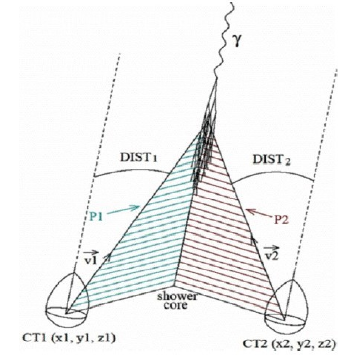 γ
DIST₁
DIST₂
P1
P2
v1
v2
shower
core
CT1 (x1, y1, z1)
CT2 (x2, y2, z2)